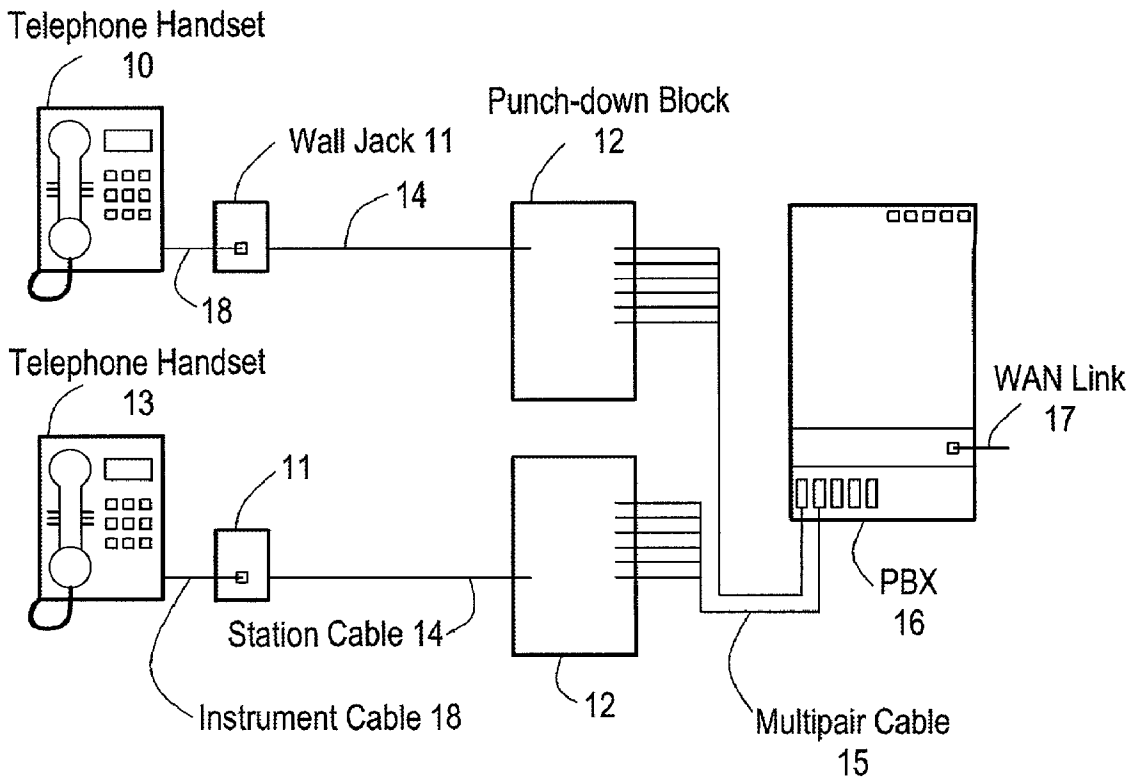 Telephone Handset
10
Wall Jack 11
14
Punch-down Block
12
18
Telephone Handset
13
WAN Link
17
11
PBX
16
Station Cable 14
12
Instrument Cable 18
Multipair Cable
15